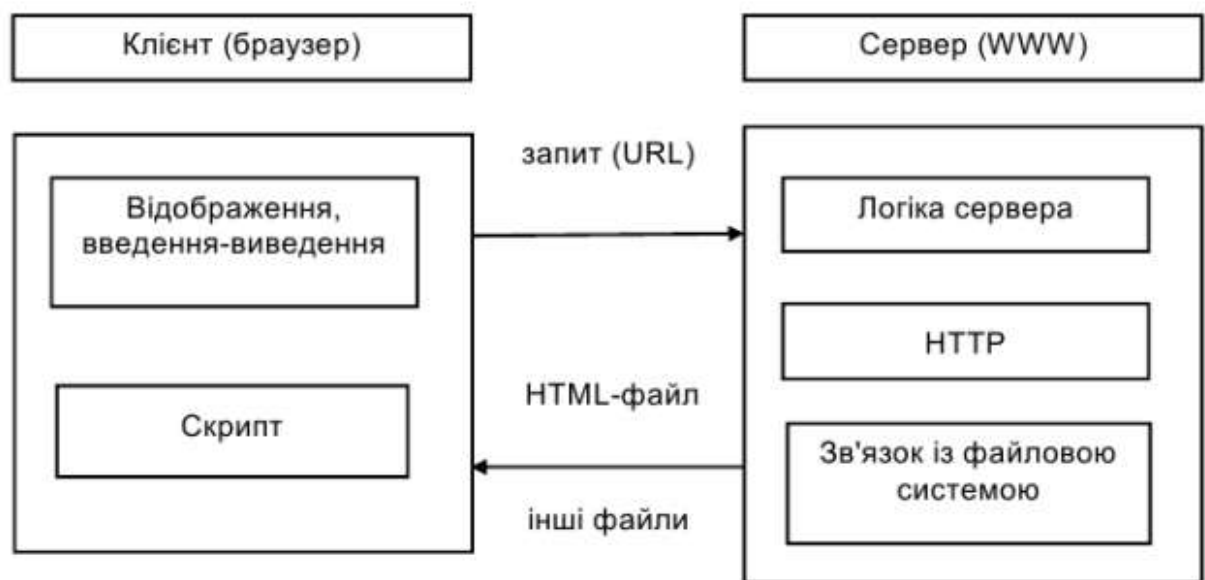 Клієнт (браузер)
Сервер (WWW)
запит (URL)
Відображення,
введення-виведення
Логіка сервера
HTTP
HTML-файл
Скрипт
Зв'язок із файловою
системою
інші файли